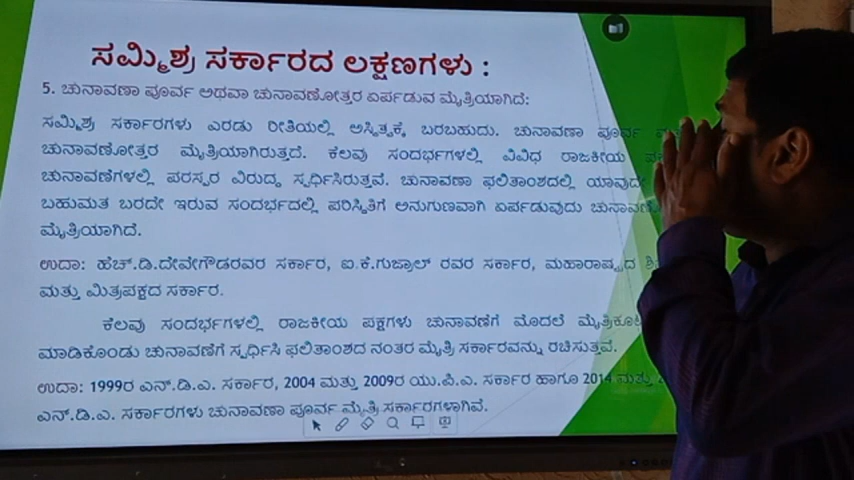 ಸಮ್ಮಿಶ್ರ ಸರ್ಕಾರದ ಲಕ್ಷಣಗಳು :
5. ಚುನಾವಣಾ ಪೂರ್ವ ಅಥವಾ ಚುನಾವಣೋತ್ತರ ಏರ್ಪಡುವ ಮೈತ್ರಿಯಾಗಿದೆ:
ಸಮ್ಮಿಶ್ರ ಸರ್ಕಾರಗಳು ಎರಡು ರೀತಿಯಲ್ಲಿ ಅಸ್ತಿತ್ವಕ್ಕೆ ಬರಬಹುದು. ಚುನಾವಣಾ ಪೂರ್ವ
ಚುನಾವಣೋತ್ತರ ಮೈತ್ರಿಯಾಗಿರುತ್ತದೆ. ಕೆಲವು ಸಂದರ್ಭಗಳಲ್ಲಿ ವಿವಿಧ ರಾಜಕೀಯ
ಚುನಾವಣೆಗಳಲ್ಲಿ ಪರಸ್ಪರ ವಿರುದ್ಧ ಸ್ಪರ್ಧಿಸಿರುತ್ತವೆ. ಚುನಾವಣಾ ಫಲಿತಾಂಶದಲ್ಲಿ
ಬಹುಮತ ಬರದೇ ಇರುವ ಸಂದರ್ಭದಲ್ಲಿ ಪರಿಸ್ಥಿತಿಗೆ ಅನುಗುಣವಾಗಿ ಏರ್ಪಡುವುದು
ಮೈತ್ರಿಯಾಗಿದೆ.
ಉದಾ: ಹೆಚ್.ಡಿ.ದೇವೇಗೌಡರವರ ಸರ್ಕಾರ, ಐ.ಕೆ.ಗುಜ್ರಾಲ್ ರವರ ಸರ್ಕಾರ, ಮಹಾರಾಷ್ಟ್ರದ
ಮತ್ತು ಮಿತ್ರಪಕ್ಷದ ಸರ್ಕಾರ.
ಕೆಲವು ಸಂದರ್ಭಗಳಲ್ಲಿ ರಾಜಕೀಯ ಪಕ್ಷಗಳು ಚುನಾವಣೆಗೆ ಮೊದಲೆ
ಮಾಡಿಕೊಂಡು ಚುನಾವಣೆಗೆ ಸ್ಪರ್ಧಿಸಿ ಫಲಿತಾಂಶದ ನಂತರ ಮೈತ್ರಿ ಸರ್ಕಾರವನ್ನು ರಚಿಸುತ್ತವೆ.
ಉದಾ: 1999ರ ಎನ್.ಡಿ.ಎ. ಸರ್ಕಾರ, 2004 ಮತ್ತು 2009ರ ಯು.ಪಿ.ಎ. ಸರ್ಕಾರ ಹಾಗೂ 2014 ಮತ್ತು
ಎನ್.ಡಿ.ಎ. ಸರ್ಕಾರಗಳು ಚುನಾವಣಾ ಪೂರ್ವ ಮೈತ್ರಿ ಸರ್ಕಾರಗಳಾಗಿವೆ.